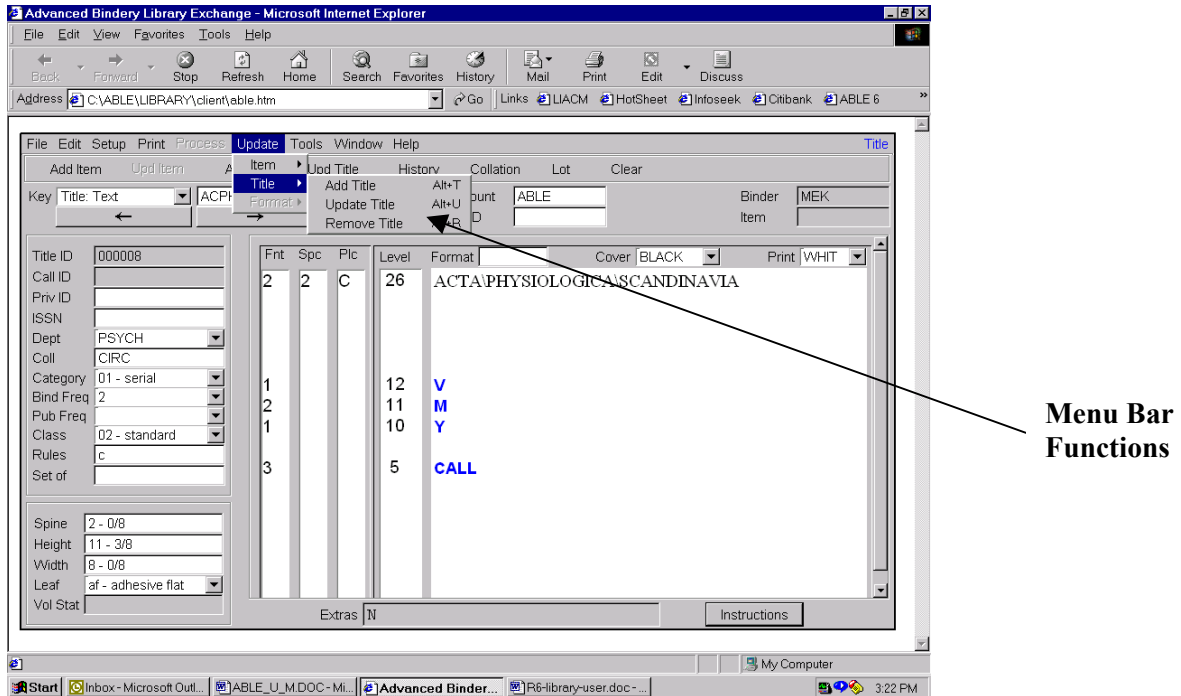 Advanced Bindery Library Exchange - Microsoft Internet Explorer
File Edit View Favorites Tools Help
Back Forward Stop Refresh Home Search Favorites History Mail Print Edit Discuss
Address C:\ABLE\LIBRARY\client\able.htm Go Links LIACM HotSheet Infoseek Citibank ABLE 6 »
File Edit Setup Print Process Update Tools Window Help Title
Add Item Upd Item A Upd Title History Collation Lot Clear
Item
Title Add Title Alt+T
Format Update Title Alt+U
Remove Title
Key Title: Text ACPH ount ABLE Binder MEK
← → D Item
Title ID 000008 Fnt Spc Plc Level Format Cover BLACK Print WHIT
Call ID 2 2 C 26 ACTA\PHYSIOLOGICA\SCANDINAVIA
Priv ID
ISSN
Dept PSYCH
Coll CIRC
Category 01 - serial 1 12 V
Bind Freq 2 2 11 M
Pub Freq 1 10 Y
Class 02 - standard
Rules c 3 5 CALL
Set of
Spine 2 - 0/8
Height 11 - 3/8
Width 8 - 0/8
Leaf af - adhesive flat
Vol Stat
Extras N Instructions
Menu Bar
Functions
My Computer
Start Inbox - Microsoft Outl... ABLE_U_M.DOC - Mi... Advanced Binder... R6-library-user.doc - ... 3:22 PM